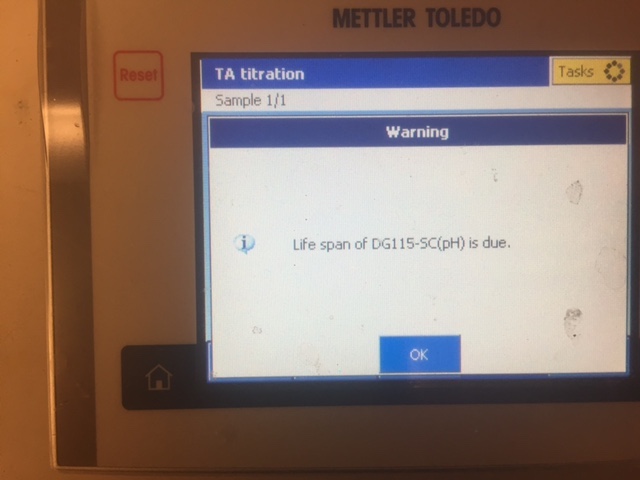 METTLER TOLEDO
Reset
TA titration
Tasks
Sample 1/1
Warning
i
Life span of DG115-SC(pH) is due.
OK